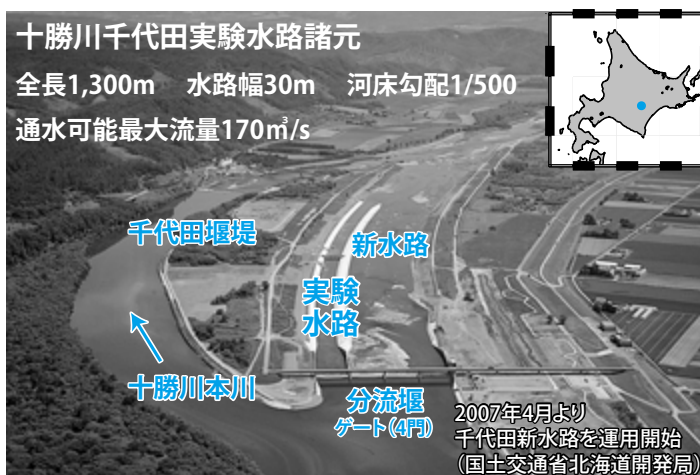 十勝川千代田実験水路諸元
全長1,300m 水路幅30m 河床勾配1/500
通水可能最大流量170㎥/s
千代田堰堤
新水路
実験
水路
十勝川本川
分流堰
ゲート(4門)
2007年4月より
千代田新水路を運用開始
(国土交通省北海道開発局)